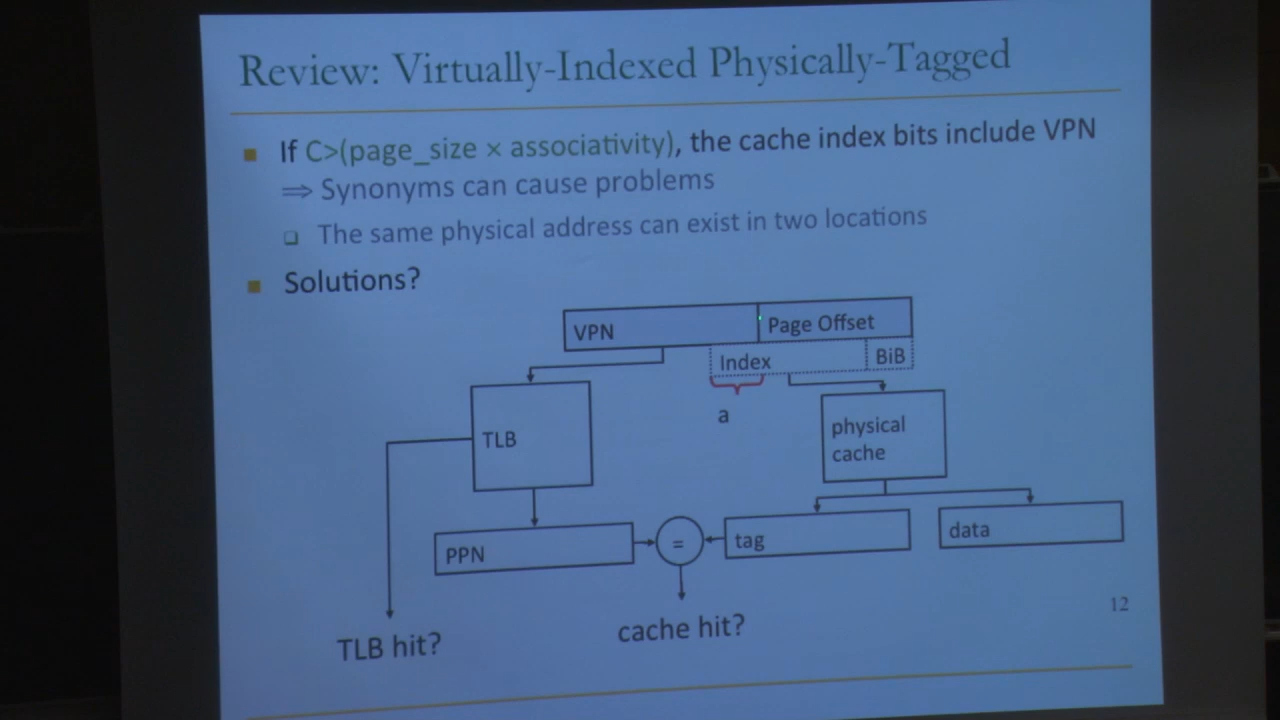 Review: Virtually-Indexed Physically-Tagged
If C>(page_size × associativity), the cache index bits include VPN
⇒ Synonyms can cause problems
The same physical address can exist in two locations
Solutions?
VPN
Page Offset
Index
BiB
a
TLB
physical
cache
PPN
=
tag
data
12
TLB hit?
cache hit?